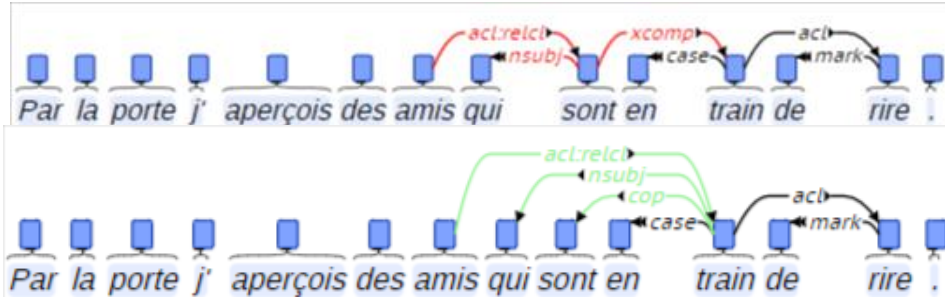 acl:relcl xcomp acl
nsubj case mark
Par la porte j' aperçois des amis qui sont en train de rire .
acl:relcl
nsubj
cop acl
case mark
Par la porte j' aperçois des amis qui sont en train de rire .